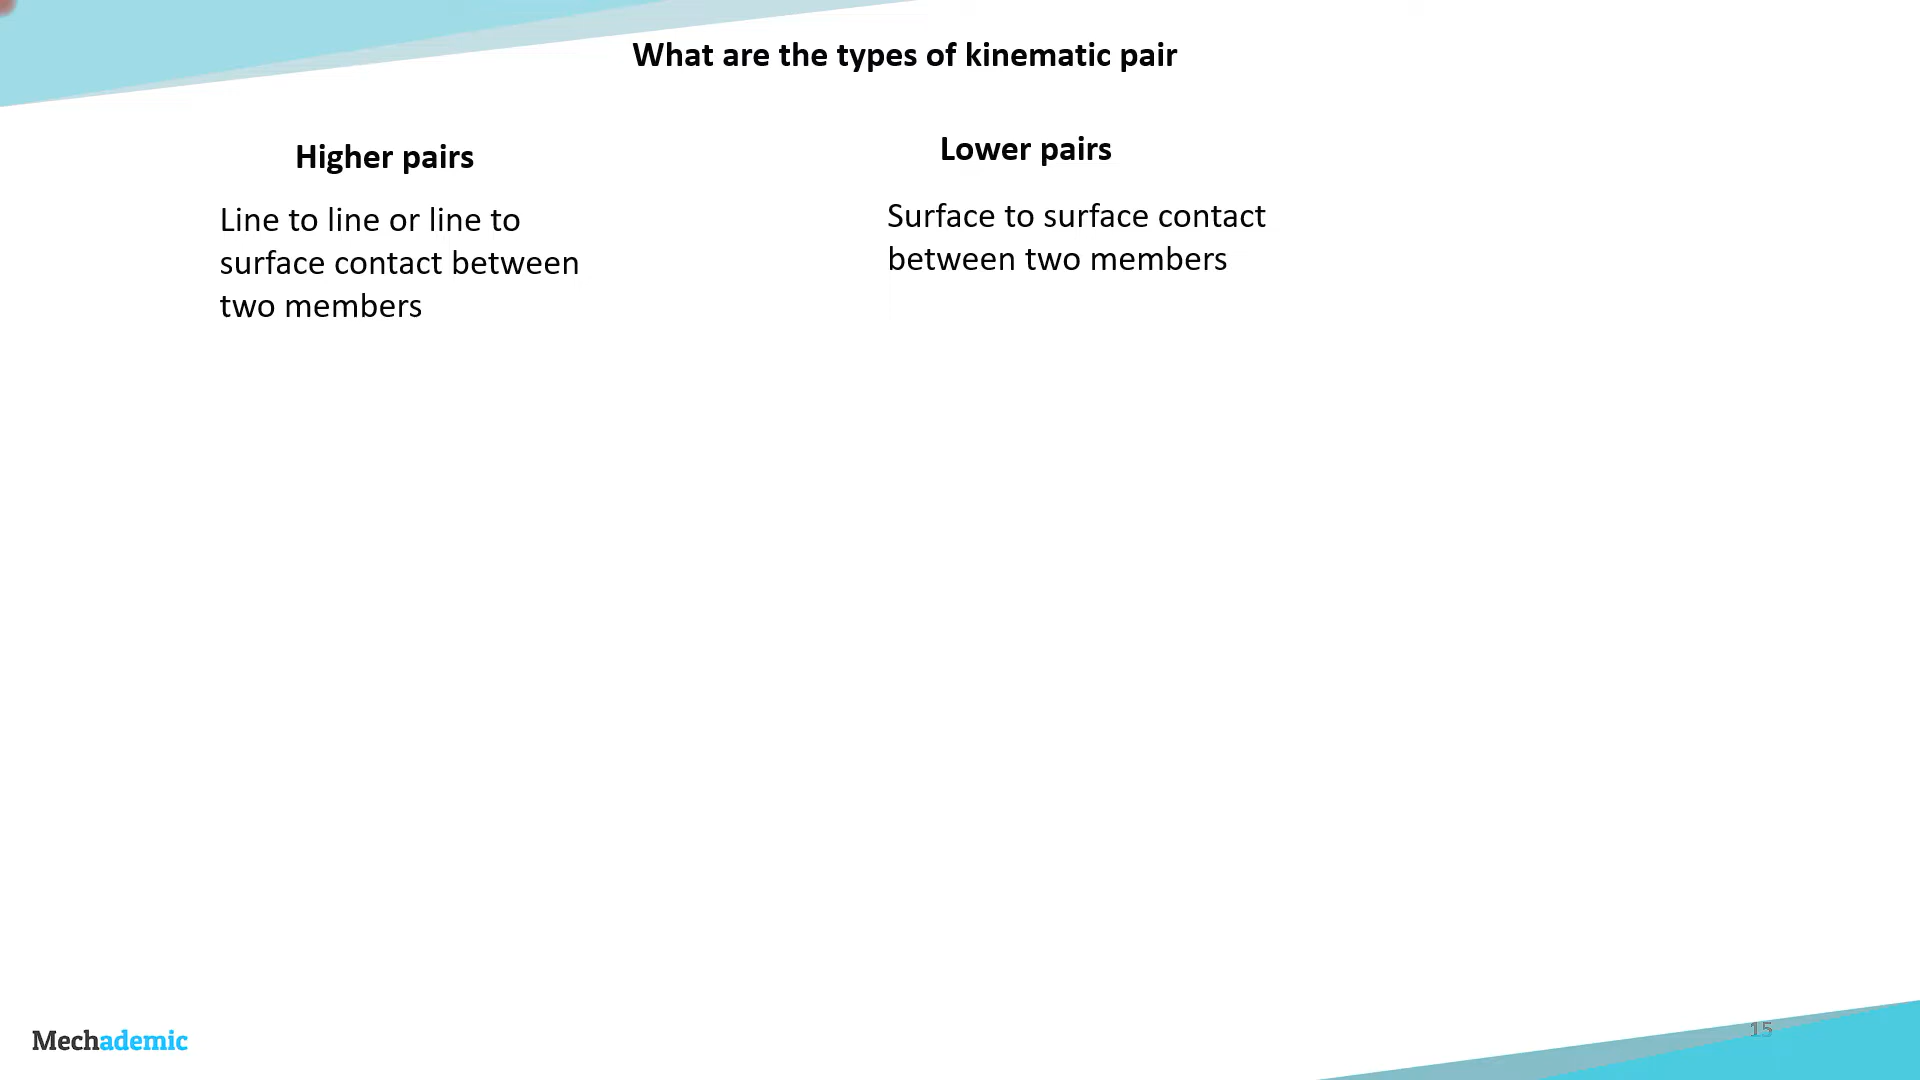 What are the types of kinematic pair
Higher pairs
Line to line or line to
surface contact between
two members
Lower pairs
Surface to surface contact
between two members
Mechademic
15